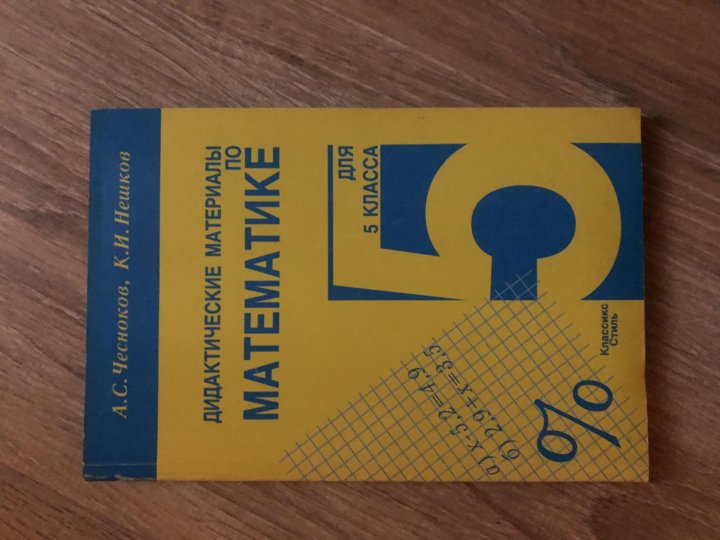 А.С.Чесноков, К.И.Нешков
ДИДАКТИЧЕСКИЕ МАТЕРИАЛЫ
ПО
МАТЕМАТИКЕ
ДЛЯ
5 КЛАССА
5
а) x-5,2=4,9
б) 2,9+x=3,5
%
Классикс
Стиль